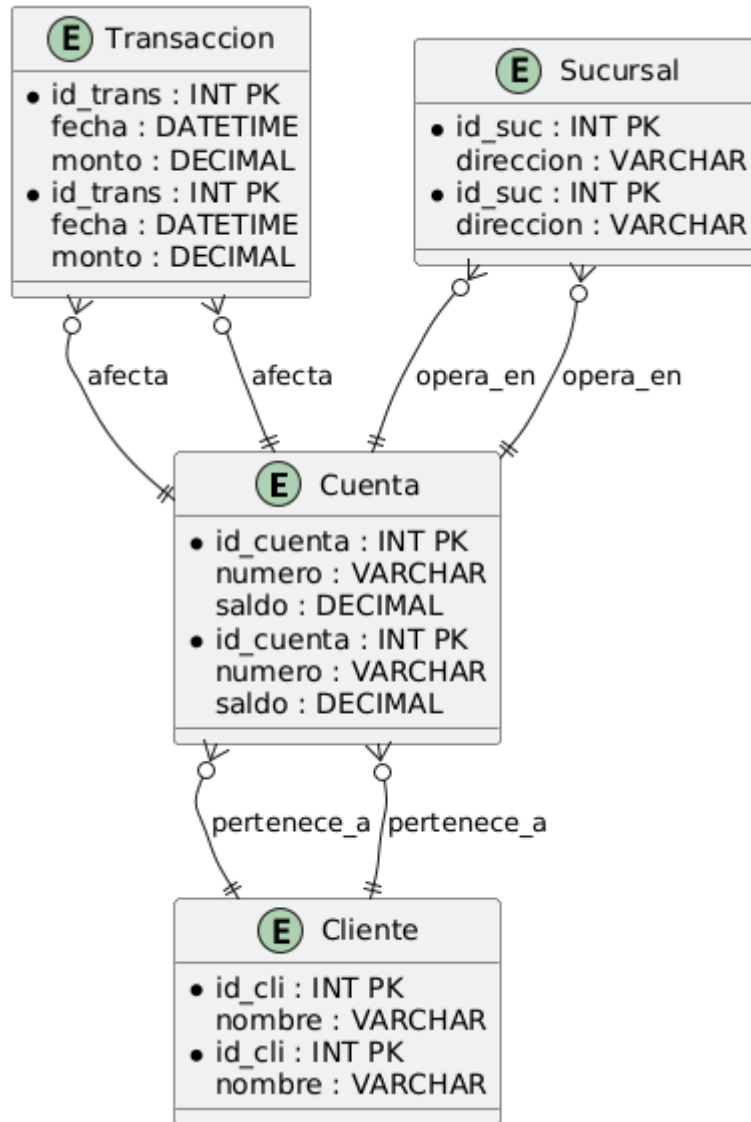 E Transaccion
id_trans : INT PK
fecha : DATETIME
monto : DECIMAL
id_trans : INT PK
fecha : DATETIME
monto : DECIMAL
E Sucursal
id_suc : INT PK
direccion : VARCHAR
id_suc : INT PK
direccion : VARCHAR
afecta
afecta
opera_en
opera_en
E Cuenta
id_cuenta : INT PK
numero : VARCHAR
saldo : DECIMAL
id_cuenta : INT PK
numero : VARCHAR
saldo : DECIMAL
pertenece_a
pertenece_a
E Cliente
id_cli : INT PK
nombre : VARCHAR
id_cli : INT PK
nombre : VARCHAR